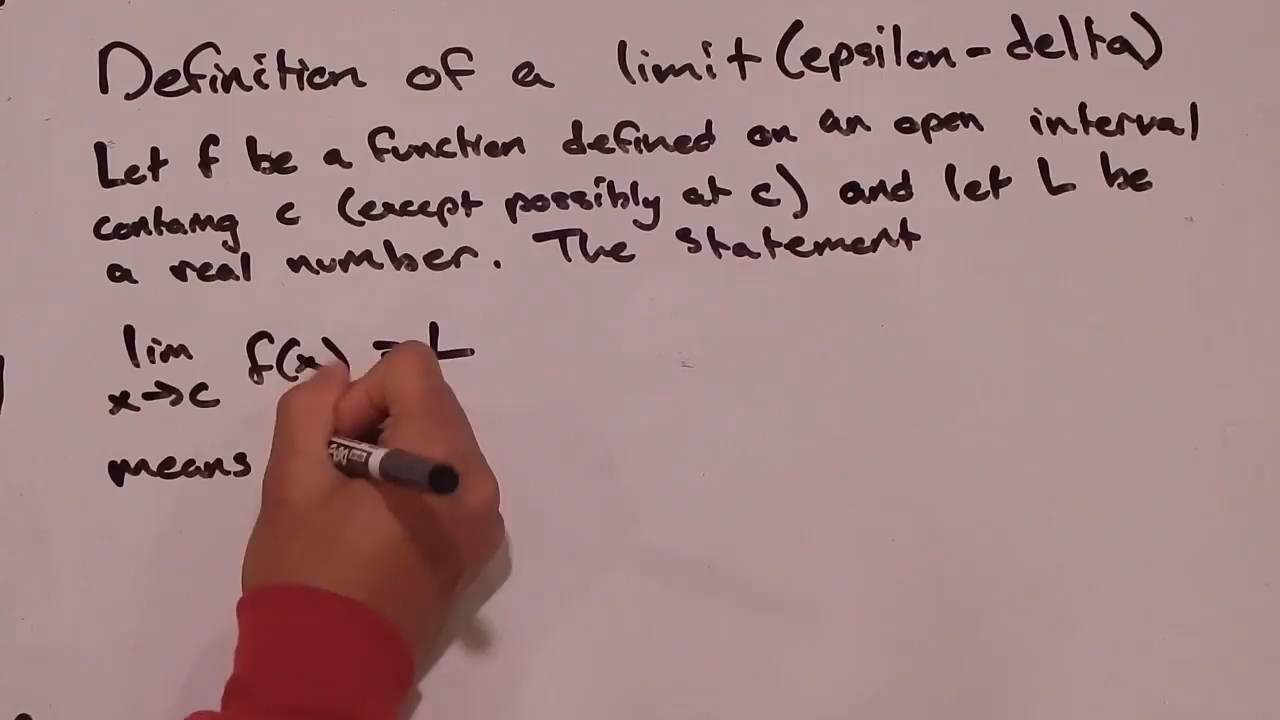 Definition of a limit (epsilon-delta)
Let f be a function defined on an open interval
containg c (except possibly at c) and let L be
a real number. The statement
lim f(x) = L
x→c
means